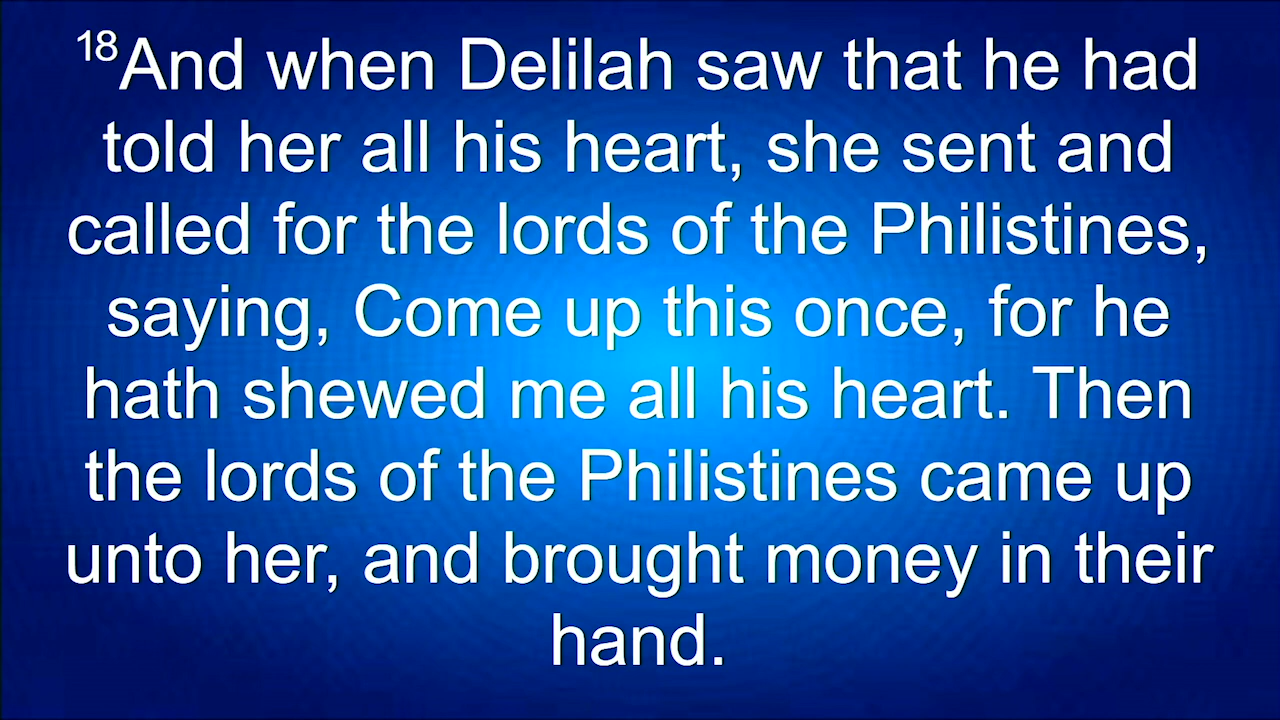 18And when Delilah saw that he had
told her all his heart, she sent and
called for the lords of the Philistines,
saying, Come up this once, for he
hath shewed me all his heart. Then
the lords of the Philistines came up
unto her, and brought money in their
hand.